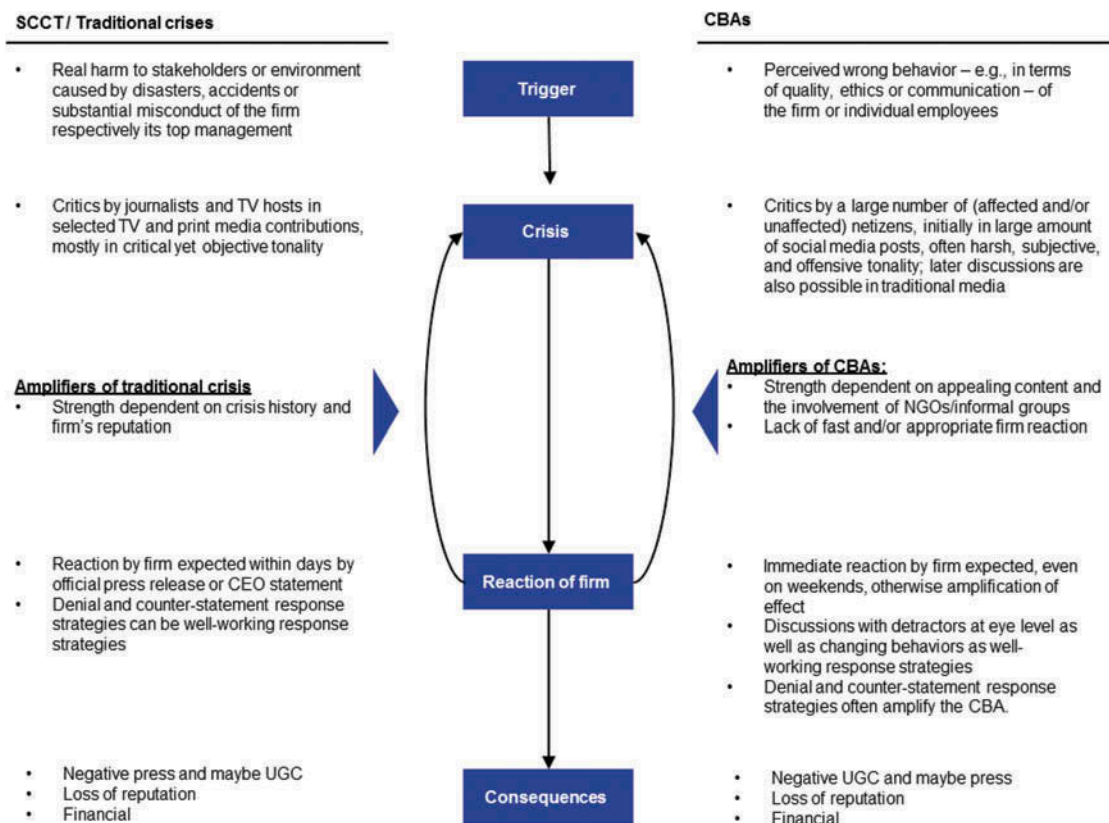 SCCT / Traditional crises
CBAs
• Real harm to stakeholders or environment
caused by disasters, accidents or
substantial misconduct of the firm
respectively its top management
Trigger
• Perceived wrong behavior – e.g., in terms
of quality, ethics or communication – of
the firm or individual employees
• Critics by journalists and TV hosts in
selected TV and print media contributions,
mostly in critical yet objective tonality
Crisis
• Critics by a large number of (affected and/or
unaffected) netizens, initially in large amount
of social media posts, often harsh, subjective,
and offensive tonality; later discussions are
also possible in traditional media
Amplifiers of traditional crisis
• Strength dependent on crisis history and
firm's reputation
Amplifiers of CBAs:
• Strength dependent on appealing content and
the involvement of NGOs/informal groups
• Lack of fast and/or appropriate firm reaction
• Reaction by firm expected within days by
official press release or CEO statement
• Denial and counter-statement response
strategies can be well-working response
strategies
Reaction of firm
• Immediate reaction by firm expected, even
on weekends, otherwise amplification of
effect
• Discussions with detractors at eye level as
well as changing behaviors as well-
working response strategies
• Denial and counter-statement response
strategies often amplify the CBA.
• Negative press and maybe UGC
• Loss of reputation
• Financial
Consequences
• Negative UGC and maybe press
• Loss of reputation
• Financial